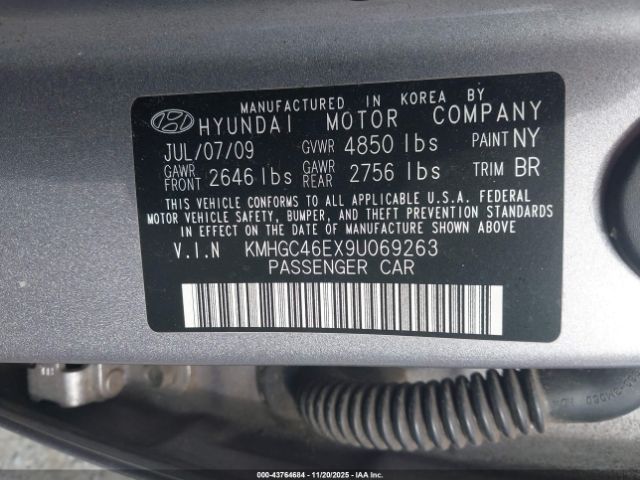 MANUFACTURED IN KOREA BY
HYUNDAI MOTOR COMPANY
JUL/07/09 GVWR 4850 lbs PAINT NY
GAWR FRONT 2646 lbs GAWR REAR 2756 lbs TRIM BR
THIS VEHICLE CONFORMS TO ALL APPLICABLE U.S.A. FEDERAL
MOTOR VEHICLE SAFETY, BUMPER, AND THEFT PREVENTION STANDARDS
IN EFFECT ON THE DATE OF MANUFACTURE SHOWN ABOVE
V.I.N KMHGC46EX9U069263
PASSENGER CAR
000-43764684 - 11/20/2025 - IAA Inc.